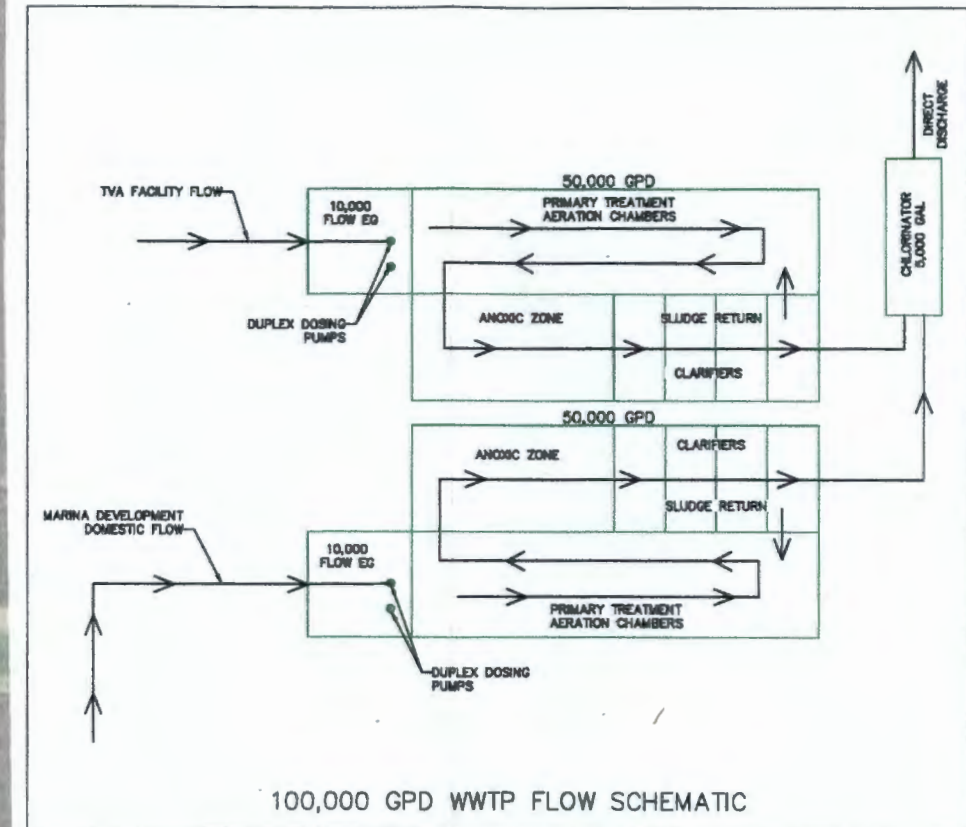 TVA FACILITY FLOW
10,000
FLOW EQ
DUPLEX DOSING
PUMPS
50,000 GPD
PRIMARY TREATMENT
AERATION CHAMBERS
ANOXIC ZONE
SLUDGE RETURN
CLARIFIERS
CHLORINATOR
5,000 GAL
DIRECT
DISCHARGE
50,000 GPD
ANOXIC ZONE
CLARIFIERS
SLUDGE RETURN
MARINA DEVELOPMENT
DOMESTIC FLOW
10,000
FLOW EQ
PRIMARY TREATMENT
AERATION CHAMBERS
DUPLEX DOSING
PUMPS
100,000 GPD WWTP FLOW SCHEMATIC